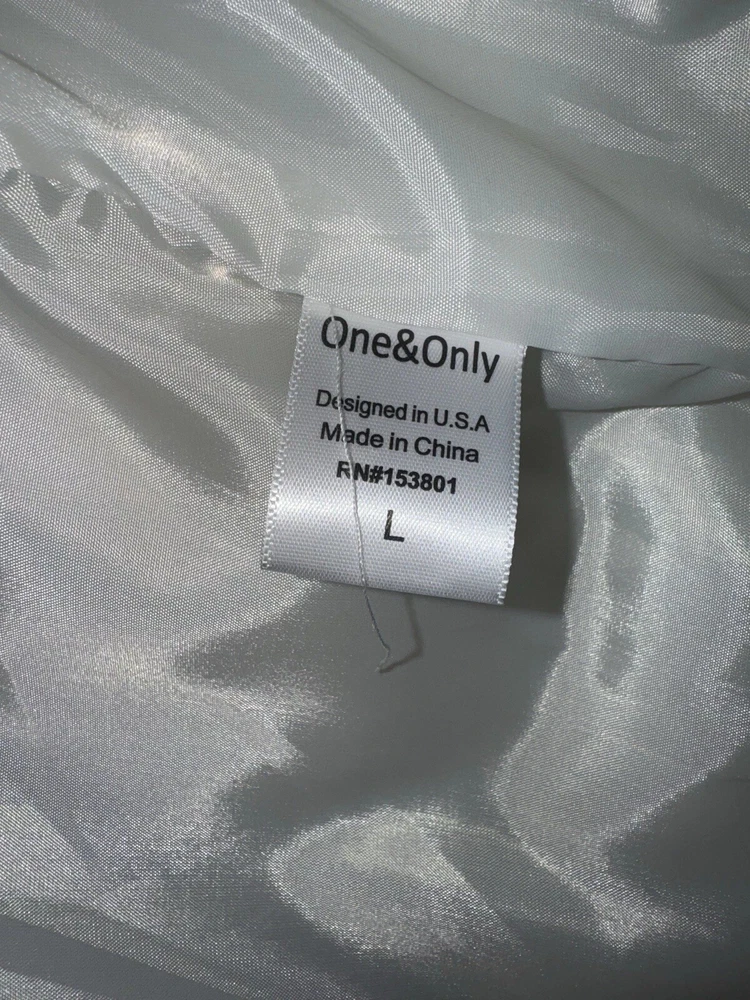 One&Only
Designed in U.S.A
Made in China
RN#153801
L